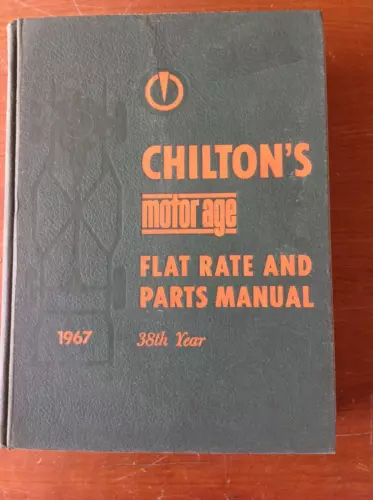 CHILTON'S
motor age
FLAT RATE AND
PARTS MANUAL
1967 38th Year